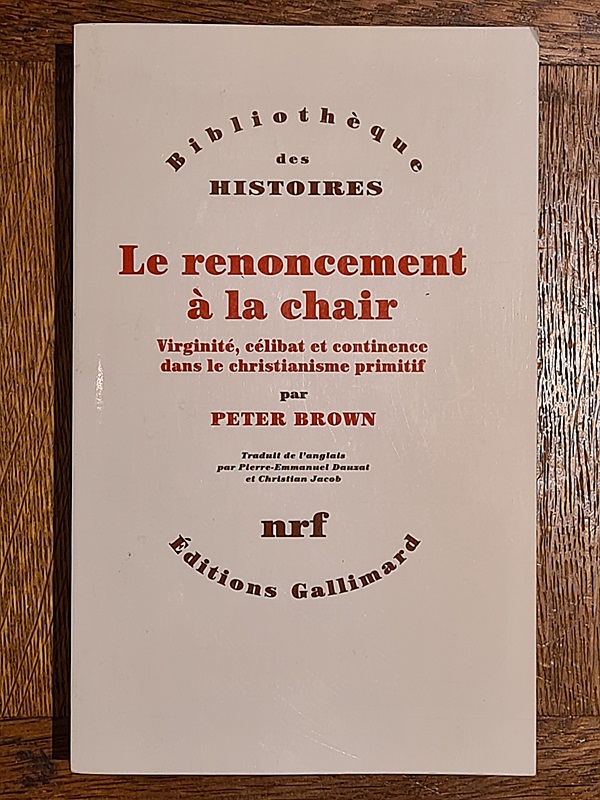 Bibliothèque
des
HISTOIRES
Le renoncement
à la chair
Virginité, célibat et continence
dans le christianisme primitif
par
PETER BROWN
Traduit de l'anglais
par Pierre-Emmanuel Dauzat
et Christian Jacob
nrf
Éditions Gallimard